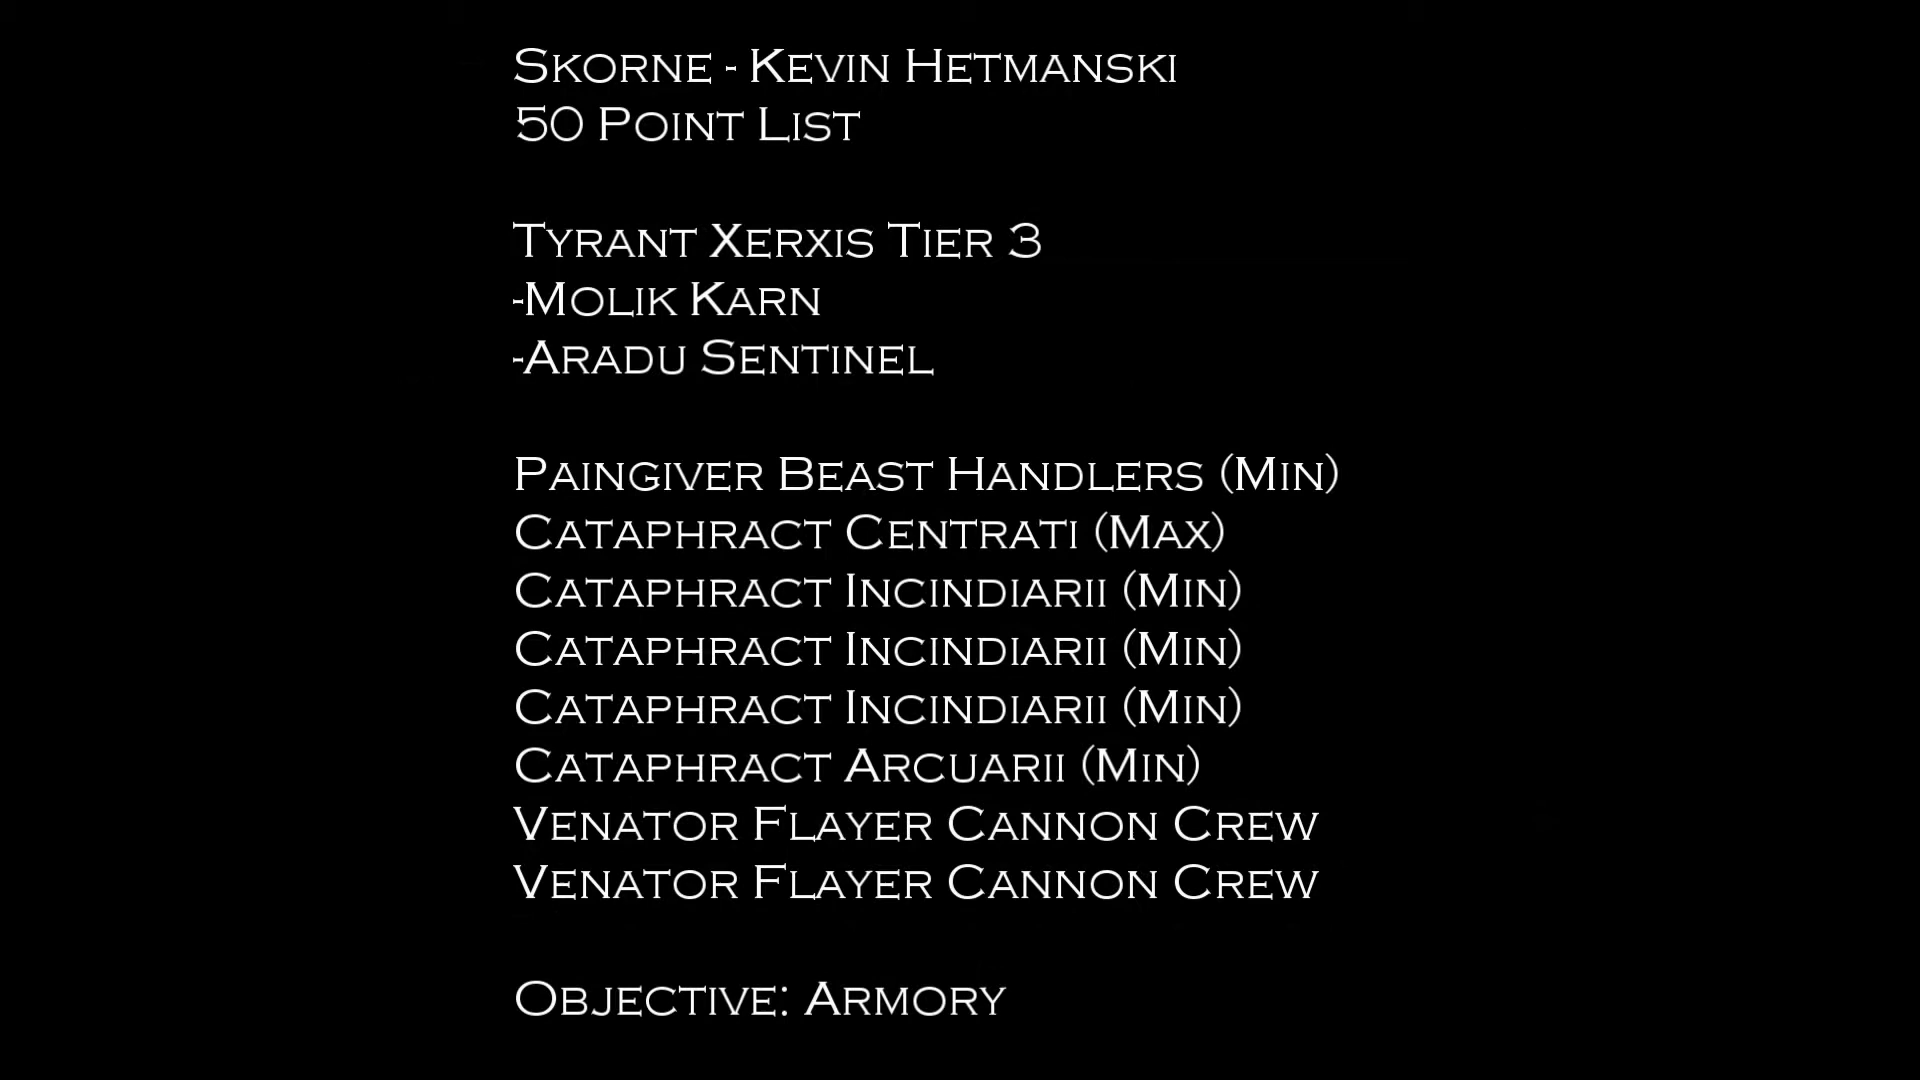 Skorne - Kevin Hetmanski
50 Point List
Tyrant Xerxis Tier 3
-Molik Karn
-Aradu Sentinel
Paingiver Beast Handlers (Min)
Cataphract Centrati (Max)
Cataphract Incindiarii (Min)
Cataphract Incindiarii (Min)
Cataphract Incindiarii (Min)
Cataphract Arcuarii (Min)
Venator Flayer Cannon Crew
Venator Flayer Cannon Crew
Objective: Armory